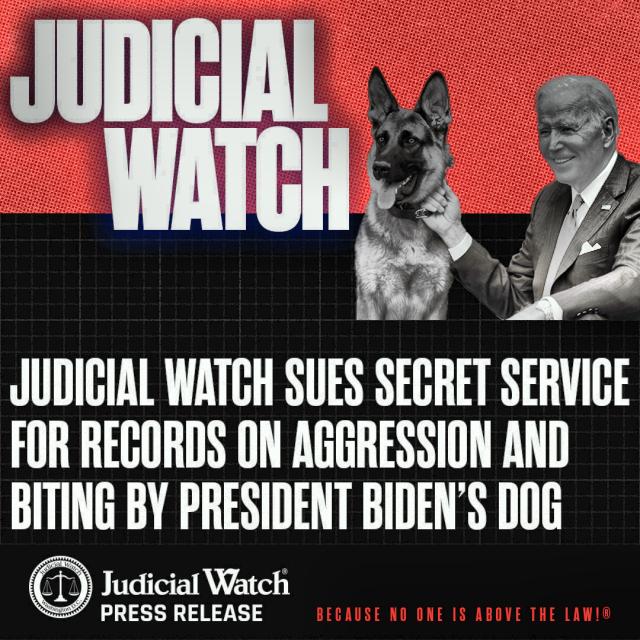 JUDICIAL
WATCH
JUDICIAL WATCH SUES SECRET SERVICE
FOR RECORDS ON AGGRESSION AND
BITING BY PRESIDENT BIDEN'S DOG
Judicial Watch®
PRESS RELEASE
BECAUSE NO ONE IS ABOVE THE LAW!®